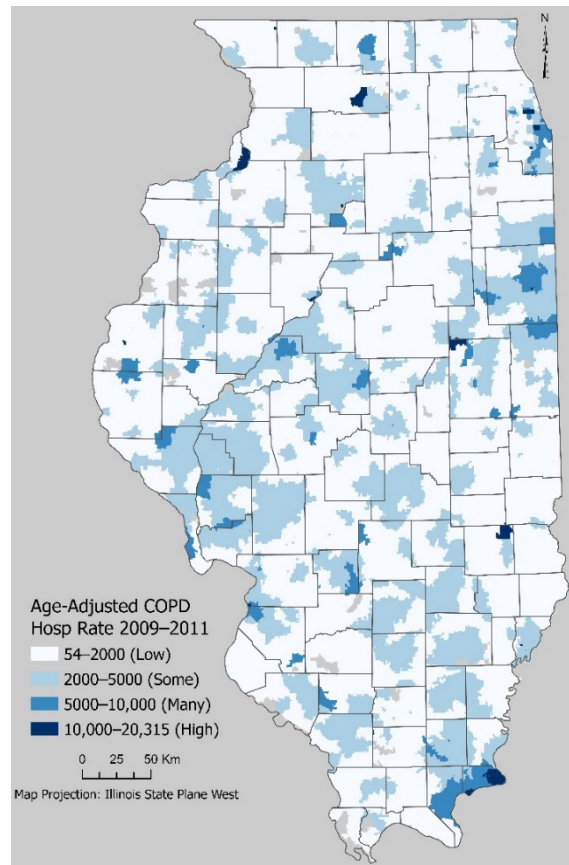 N
Age-Adjusted COPD
Hosp Rate 2009–2011
54–2000 (Low)
2000–5000 (Some)
5000–10,000 (Many)
10,000–20,315 (High)
0 25 50 Km
Map Projection: Illinois State Plane West